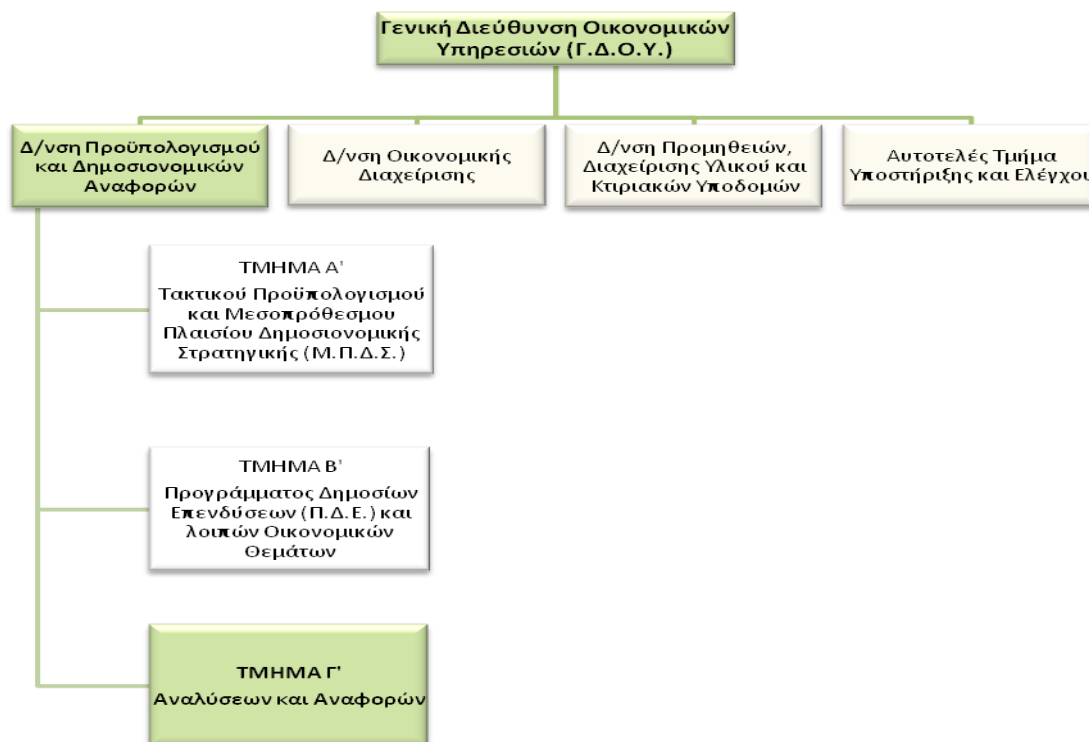 Γενική Διεύθυνση Οικονομικών
Υπηρεσιών (Γ.Δ.Ο.Υ.)
Δ/νση Προϋπολογισμού
και Δημοσιονομικών
Αναφορών
Δ/νση Οικονομικής
Διαχείρισης
Δ/νση Προμηθειών,
Διαχείρισης Υλικού και
Κτιριακών Υποδομών
Αυτοτελές Τμήμα
Υποστήριξης και Ελέγχου
ΤΜΗΜΑ Α'
Τακτικού Προϋπολογισμού
και Μεσοπρόθεσμου
Πλαισίου Δημοσιονομικής
Στρατηγικής (Μ.Π.Δ.Σ.)
ΤΜΗΜΑ Β'
Προγράμματος Δημοσίων
Επενδύσεων (Π.Δ.Ε.) και
λοιπών Οικονομικών
Θεμάτων
ΤΜΗΜΑ Γ'
Αναλύσεων και Αναφορών